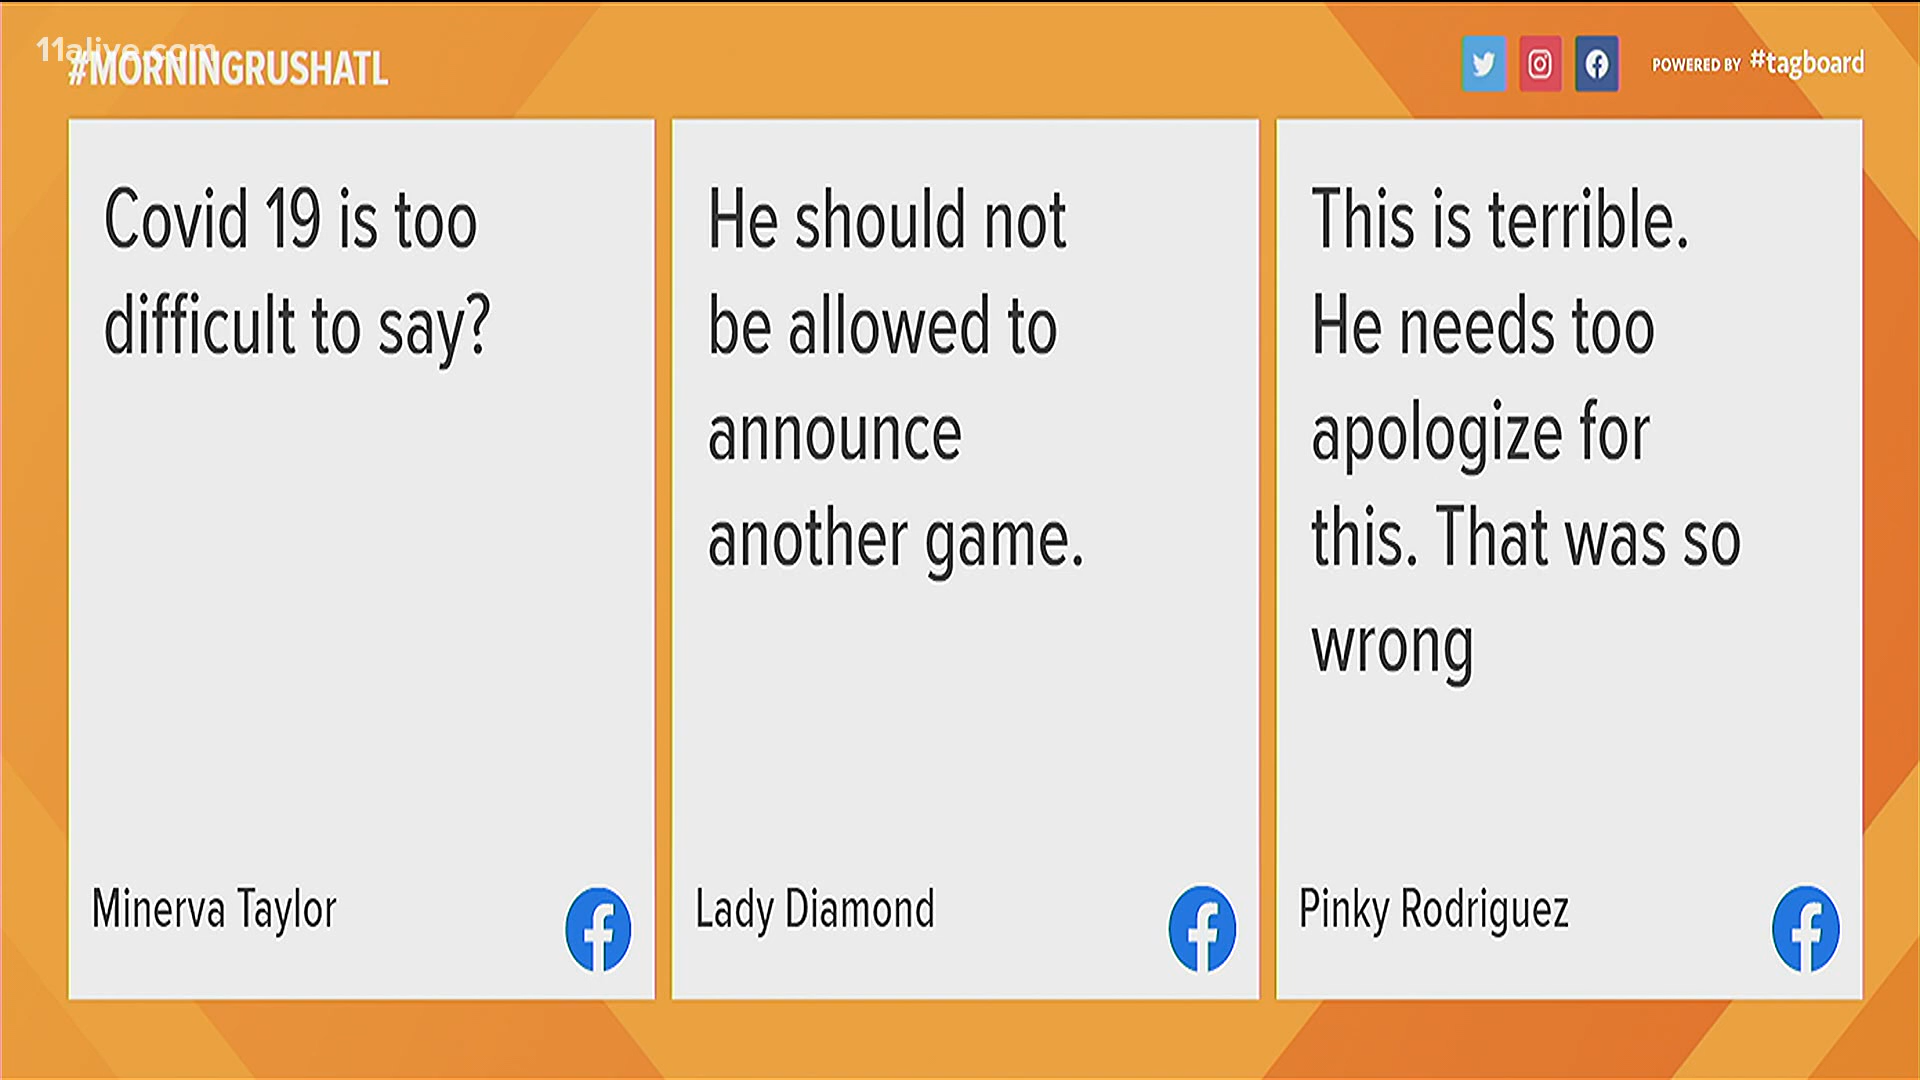 11alive.com
#MORNINGRUSHATL
POWERED BY #tagboard
Covid 19 is too
difficult to say?
Minerva Taylor
He should not
be allowed to
announce
another game.
Lady Diamond
This is terrible.
He needs too
apologize for
this. That was so
wrong
Pinky Rodriguez